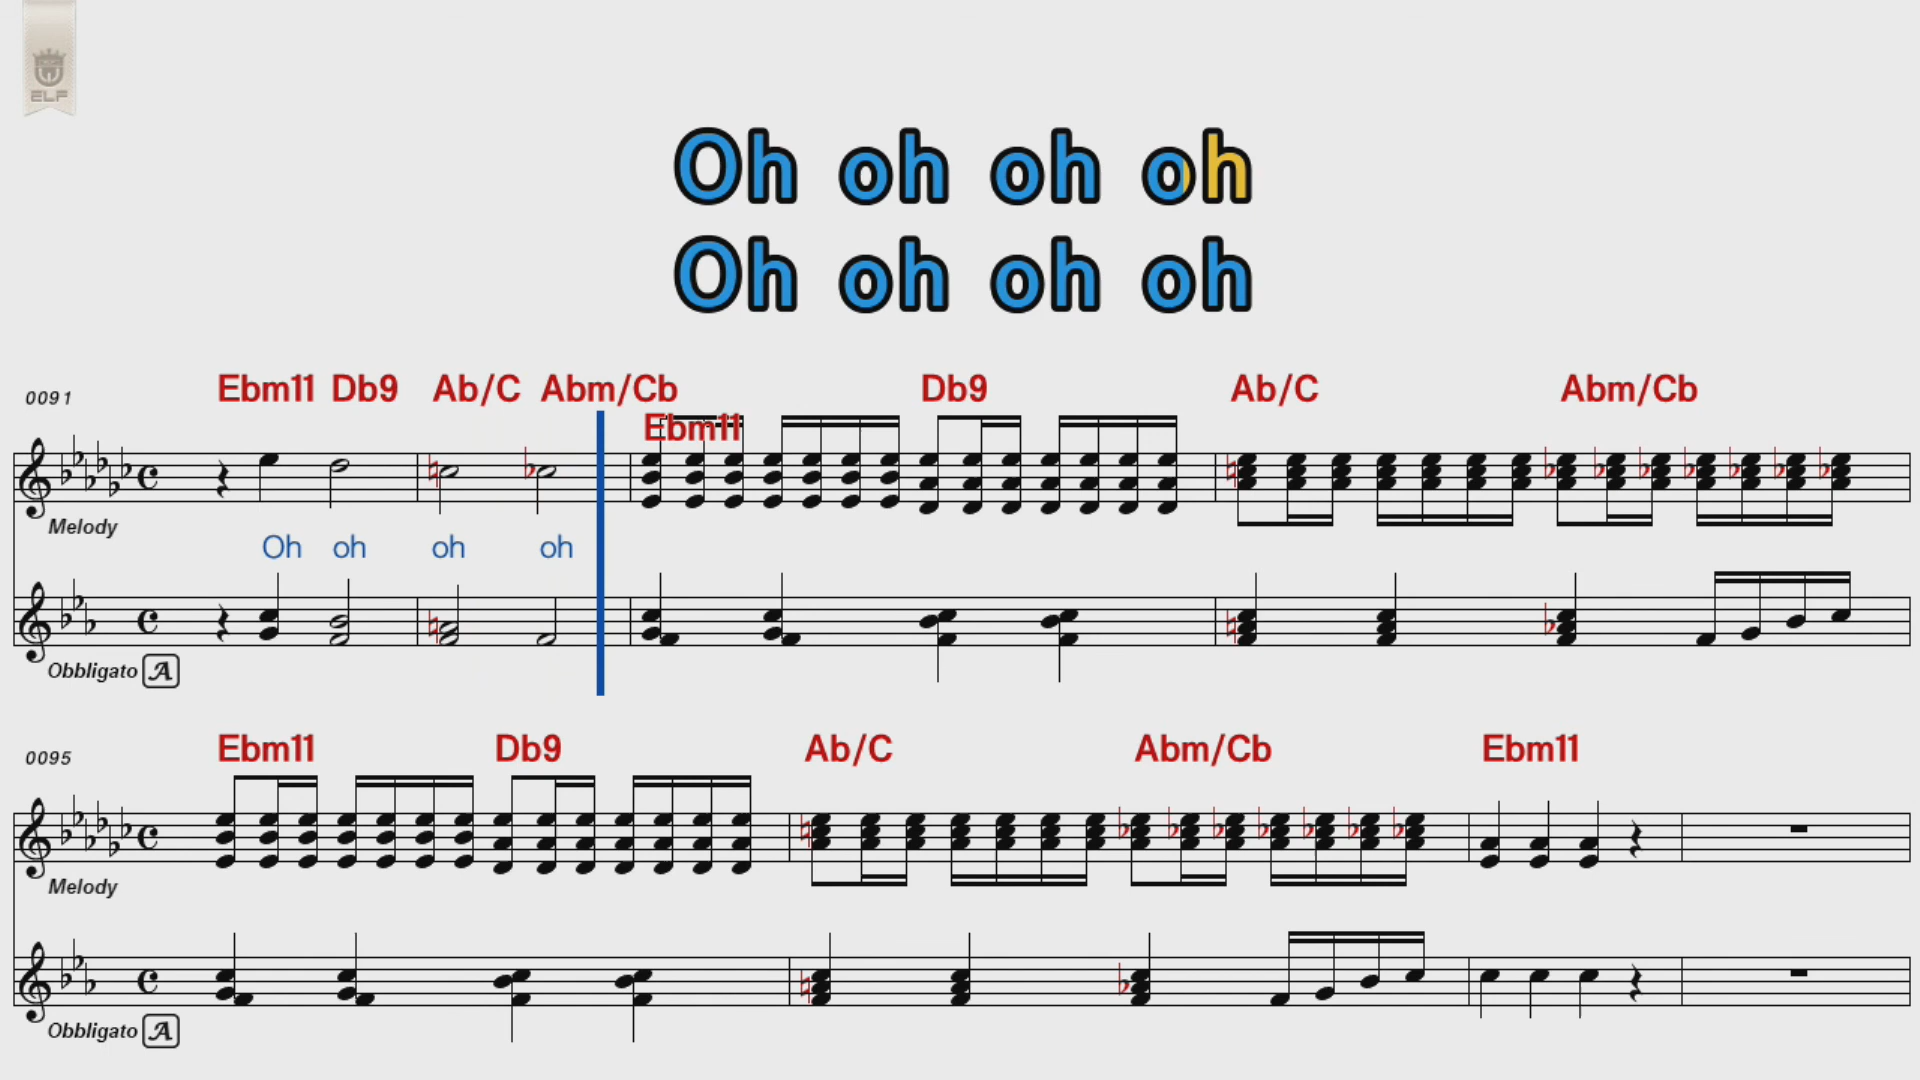 ELF
Oh oh oh oh
Oh oh oh oh
0091 Ebm11 Db9 Ab/C Abm/Cb Ebm11 Db9 Ab/C Abm/Cb
Melody
Oh oh oh oh
Obbligato A
0095 Ebm11 Db9 Ab/C Abm/Cb Ebm11
Melody
Obbligato A